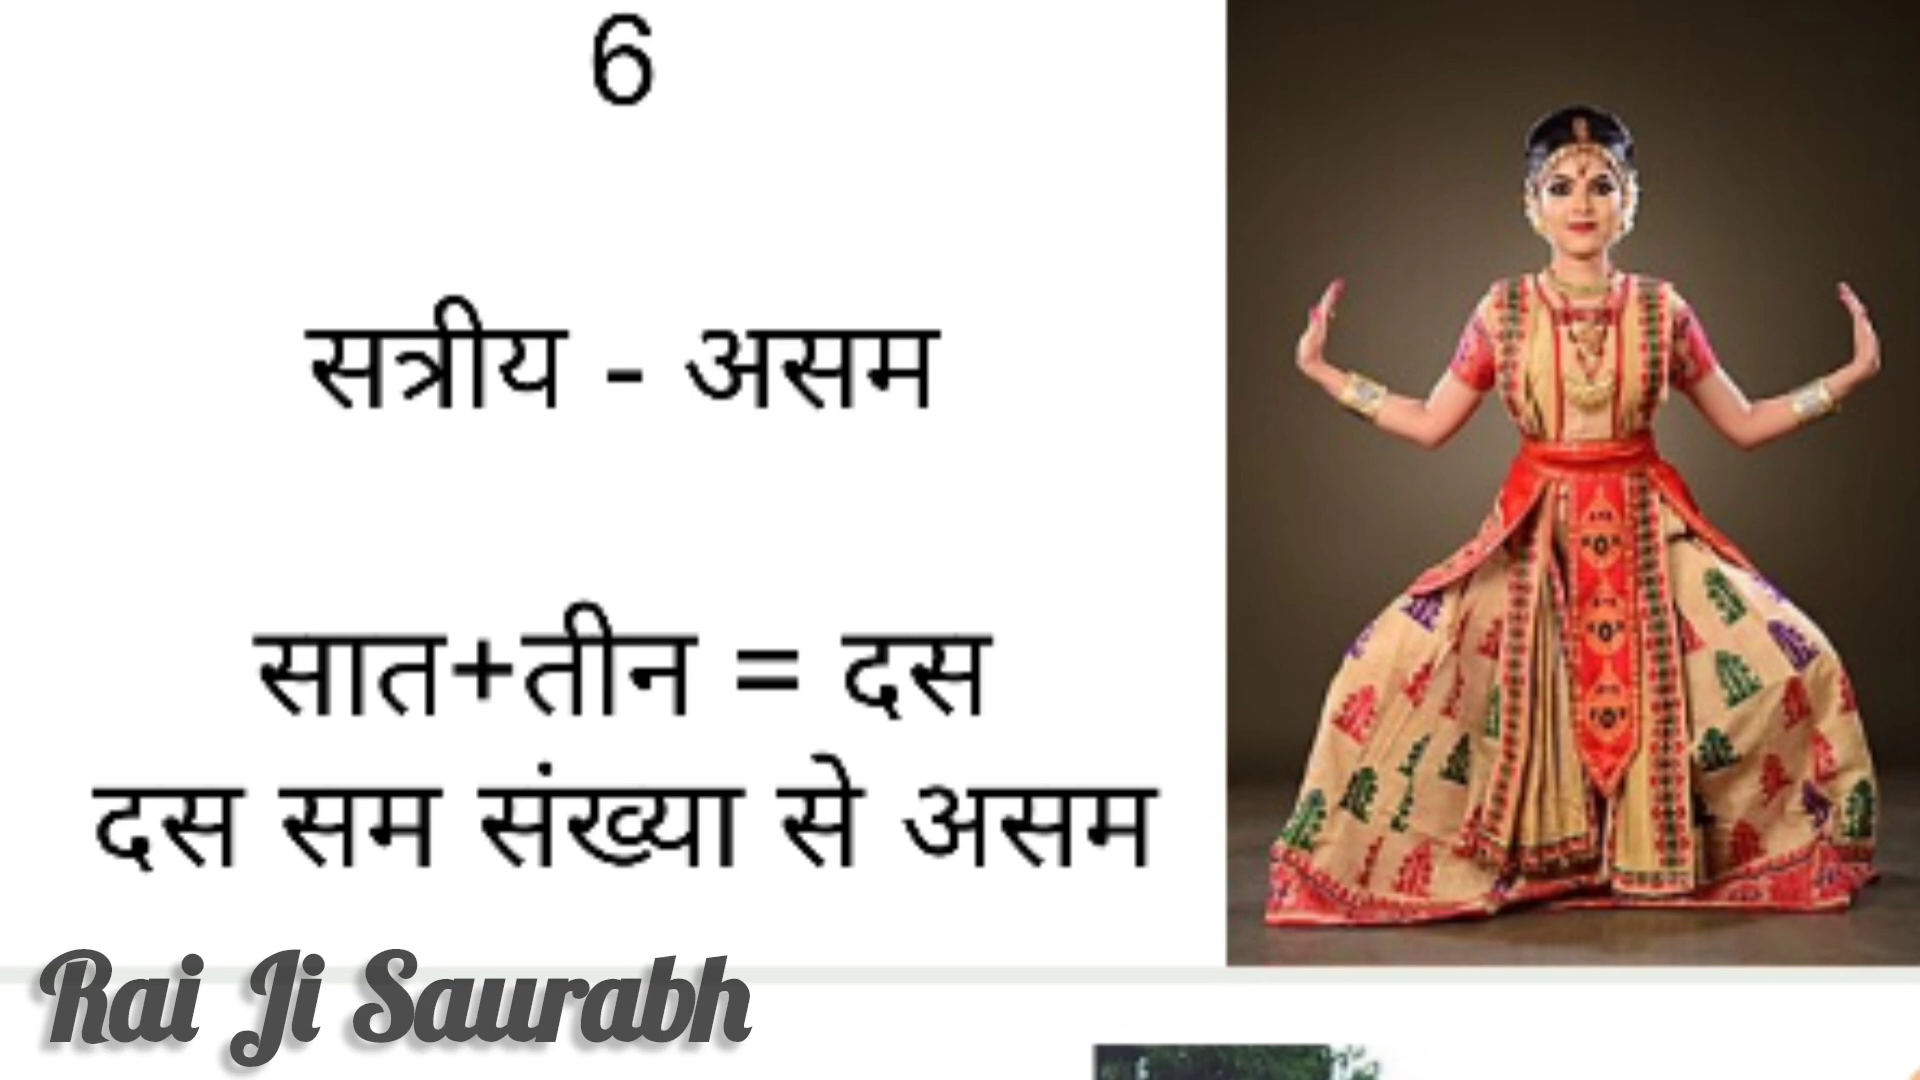 6
सत्रीय - असम
सात+तीन = दस
दस सम संख्या से असम
Rai Ji Saurabh